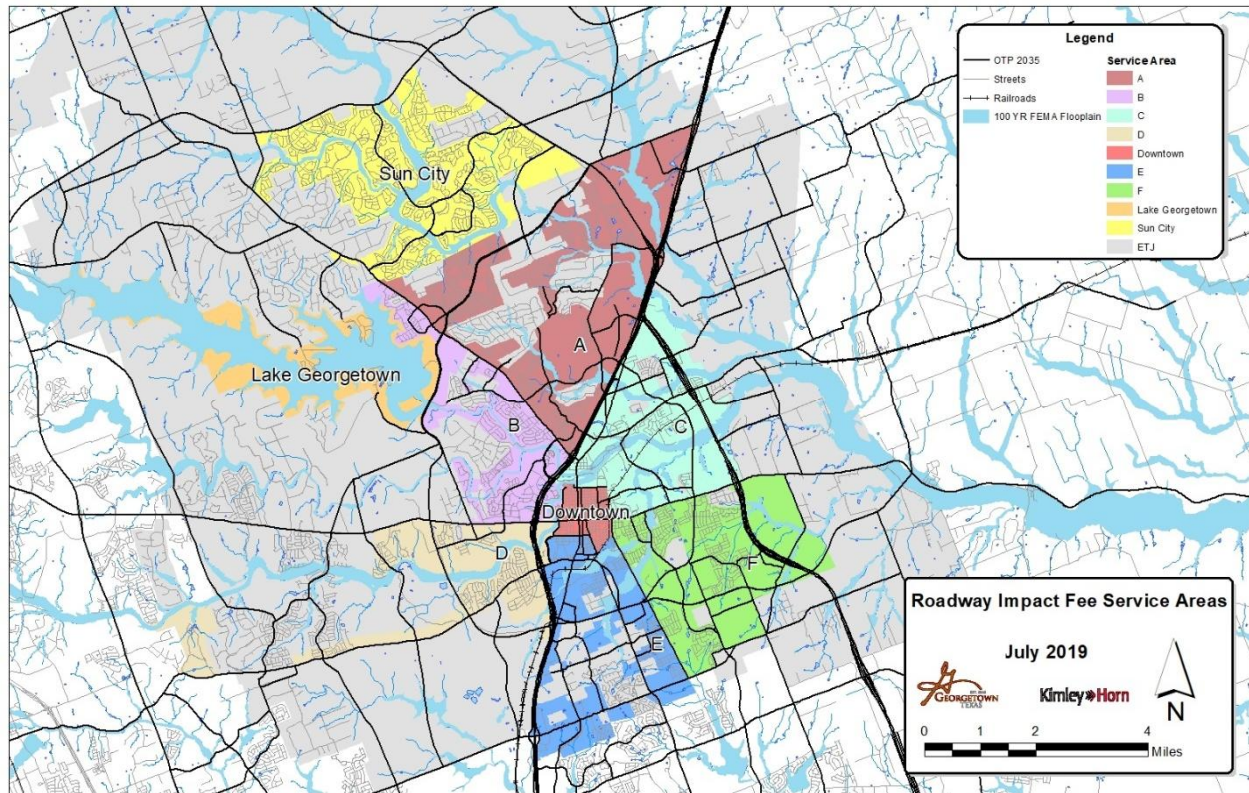 Legend
OTP 2035
Streets
Railroads
100 YR FEMA Flooplain
Service Area
A
B
C
D
Downtown
E
F
Lake Georgetown
Sun City
ETJ
Sun City
A
Lake Georgetown
B
C
Downtown
D
F
E
Roadway Impact Fee Service Areas
July 2019
GEORGETOWN
TEXAS
Kimley»Horn
N
0 1 2 4
Miles